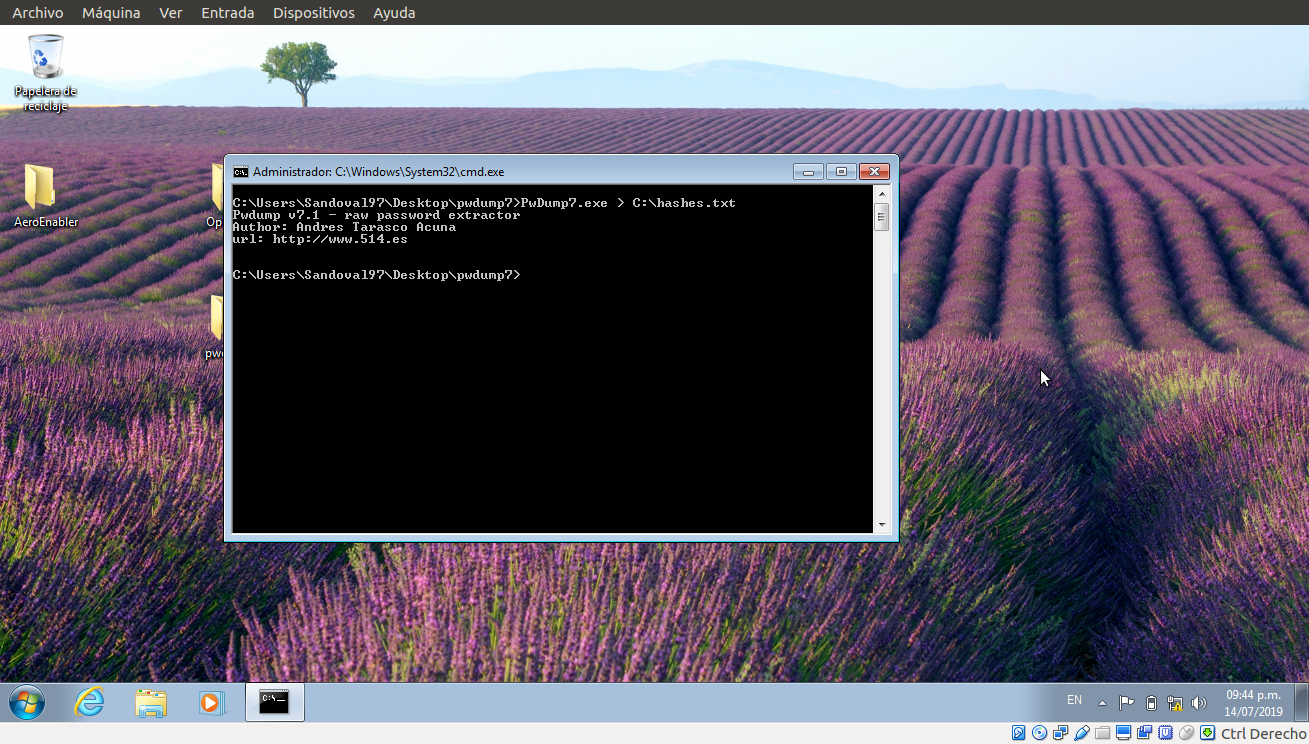 Archivo Máquina Ver Entrada Dispositivos Ayuda
Papelera de
reciclaje
AeroEnabler
Op
pwd
Administrador: C:\Windows\System32\cmd.exe
C:\Users\Sandoval97\Desktop\pwdump7>PwDump7.exe > C:\hashes.txt
Pwdump v7.1 - raw password extractor
Author: Andres Tarasco Acuna
url: http://www.514.es
C:\Users\Sandoval97\Desktop\pwdump7>
EN
09:44 p.m.
14/07/2019
Ctrl Derecho